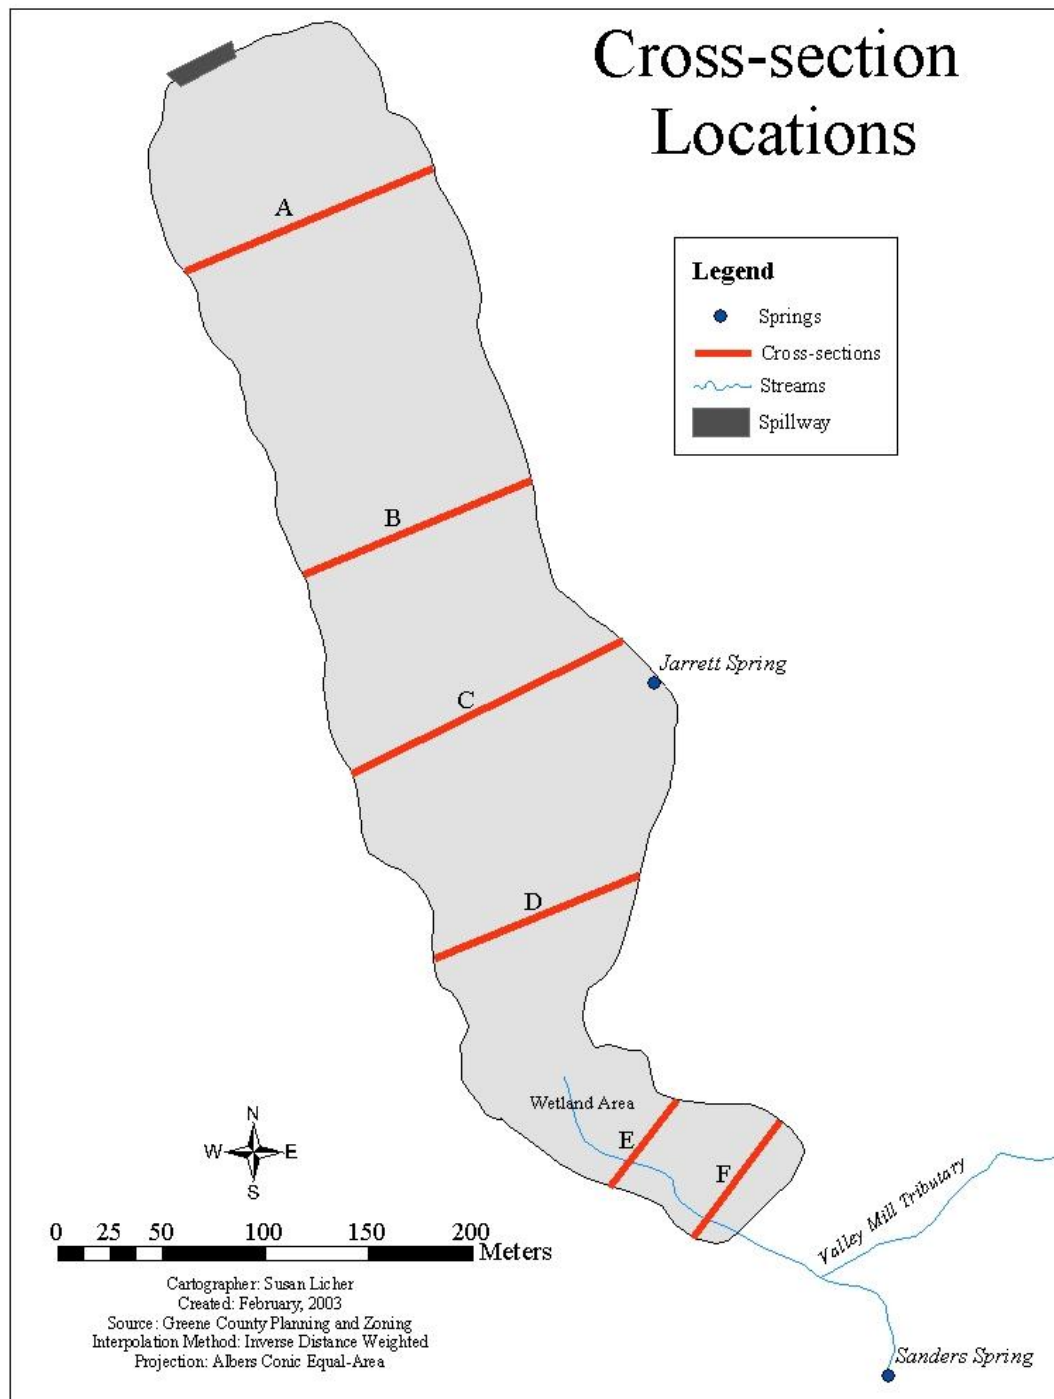 Cross-section
Locations
A
Legend
Springs
Cross-sections
Streams
Spillway
B
Jarrett Spring
C
D
Wetland Area
E
F
Valley Mill Tributary
N
W E
S
0 25 50 100 150 200
Meters
Cartographer: Susan Licher
Created: February, 2003
Source: Greene County Planning and Zoning
Interpolation Method: Inverse Distance Weighted
Projection: Albers Conic Equal-Area
Sanders Spring